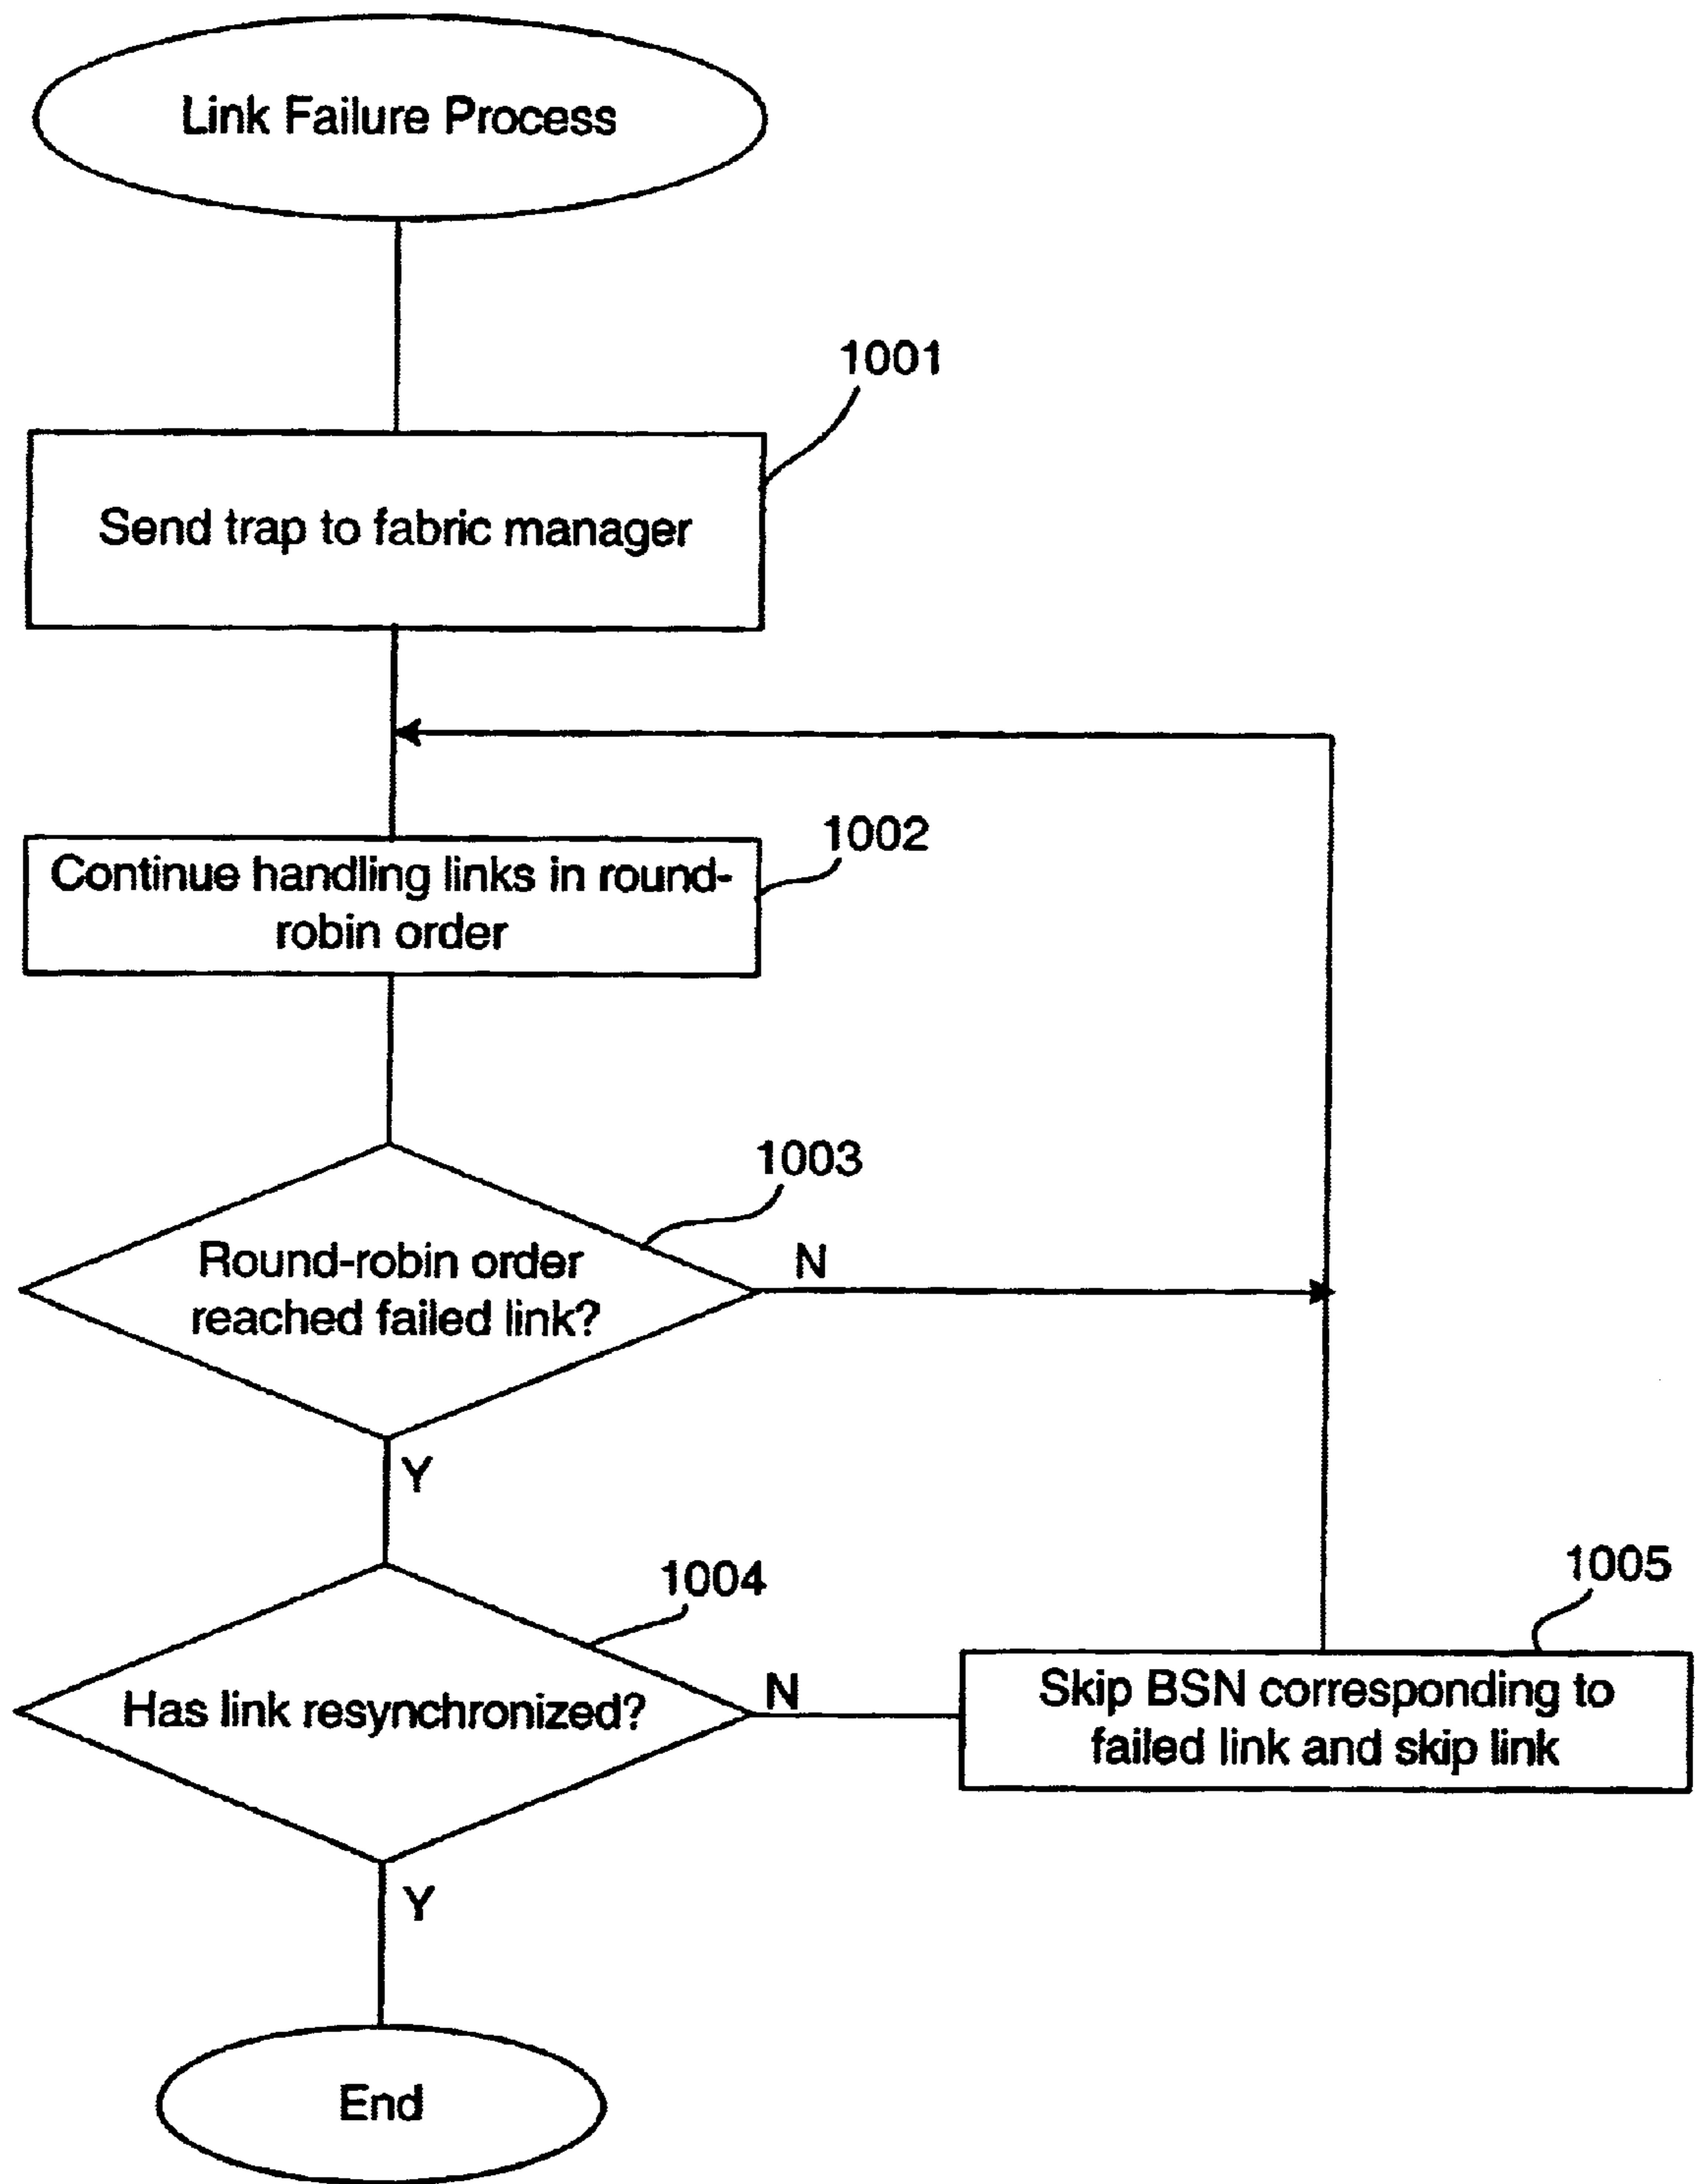 Link Failure Process
1001
Send trap to fabric manager
1002
Continue handling links in round-
robin order
1003
Round-robin order
reached failed link?
N
Y
1004
Has link resynchronized?
N
1005
Skip BSN corresponding to
failed link and skip link
Y
End